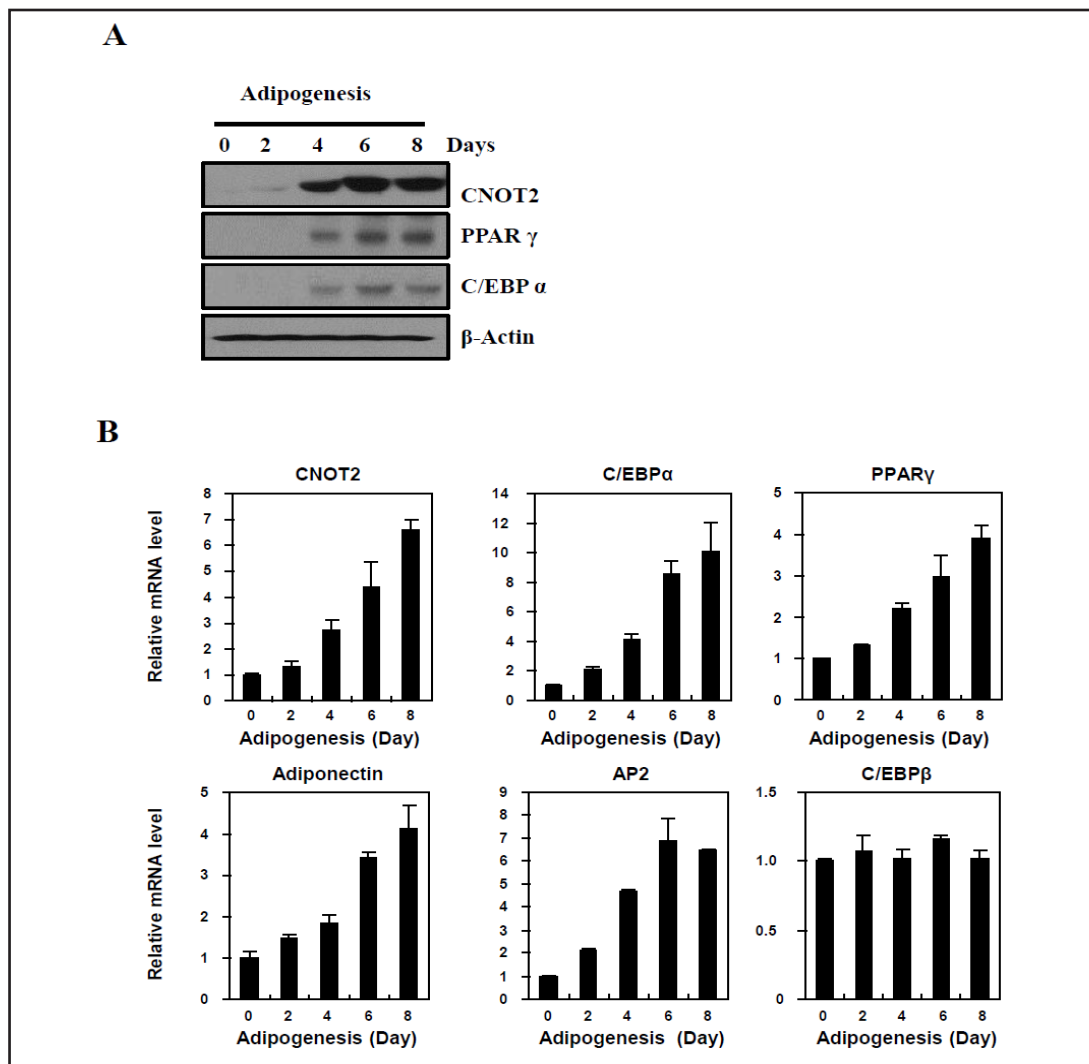 A
Adipogenesis
0 2 4 6 8 Days
CNOT2
PPAR γ
C/EBP α
β-Actin
B
CNOT2
Relative mRNA level
8
7
6
5
4
3
2
1
0
0 2 4 6 8
Adipogenesis (Day)
C/EBPα
14
12
10
8
6
4
2
0
0 2 4 6 8
Adipogenesis (Day)
PPARγ
5
4
3
2
1
0
0 2 4 6 8
Adipogenesis (Day)
Adiponectin
Relative mRNA level
5
4
3
2
1
0
0 2 4 6 8
Adipogenesis (Day)
AP2
9
8
7
6
5
4
3
2
1
0
0 2 4 6 8
Adipogenesis (Day)
C/EBPβ
1.5
1.0
0.5
0
0 2 4 6 8
Adipogenesis (Day)